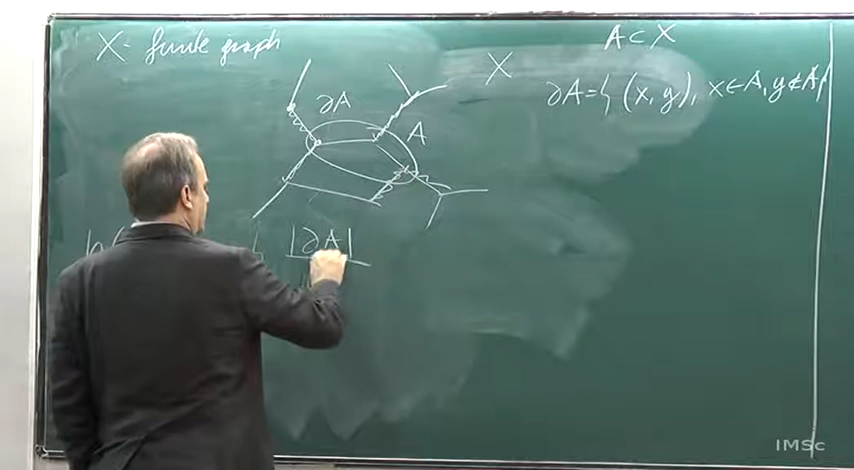 X - finite graph
A ⊂ X
∂A = { (x, y), x ∈ A, y ∉ A }
X
∂A
A
h(
|∂A|
IMSc